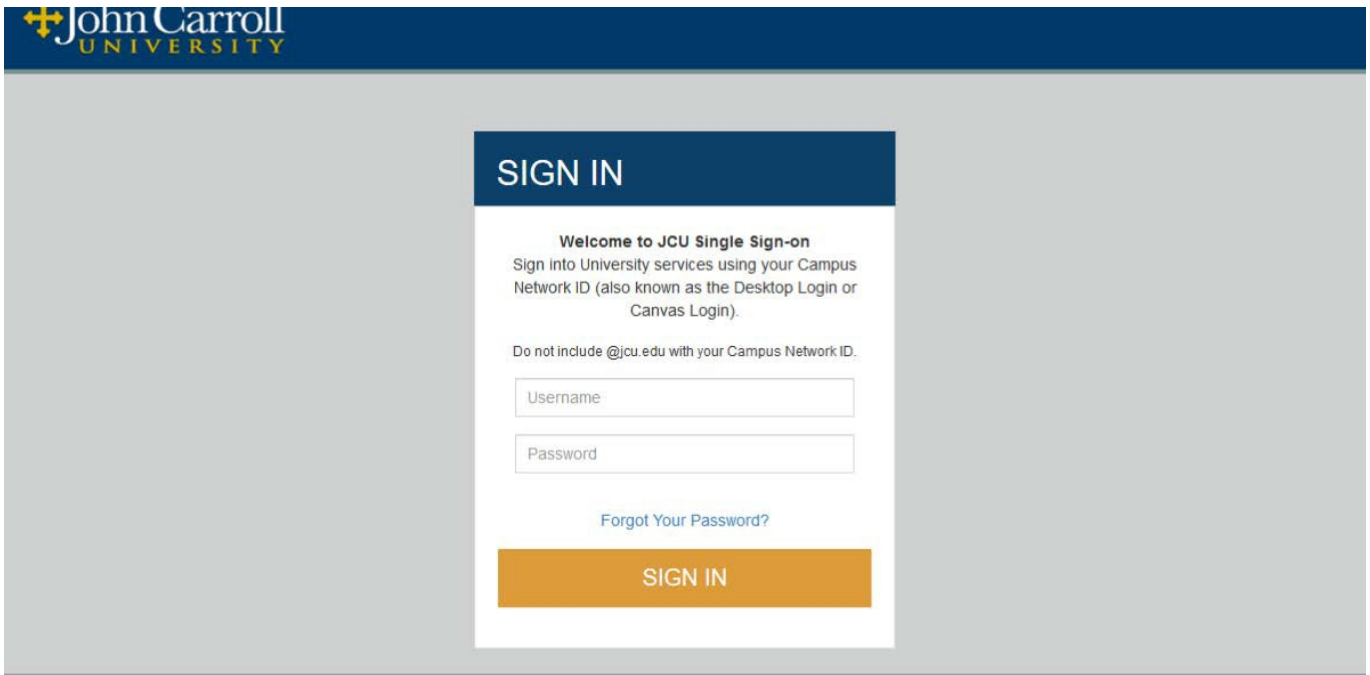 John Carroll
UNIVERSITY
SIGN IN
Welcome to JCU Single Sign-on
Sign into University services using your Campus
Network ID (also known as the Desktop Login or
Canvas Login).
Do not include @jcu.edu with your Campus Network ID.
Username
Password
Forgot Your Password?
SIGN IN